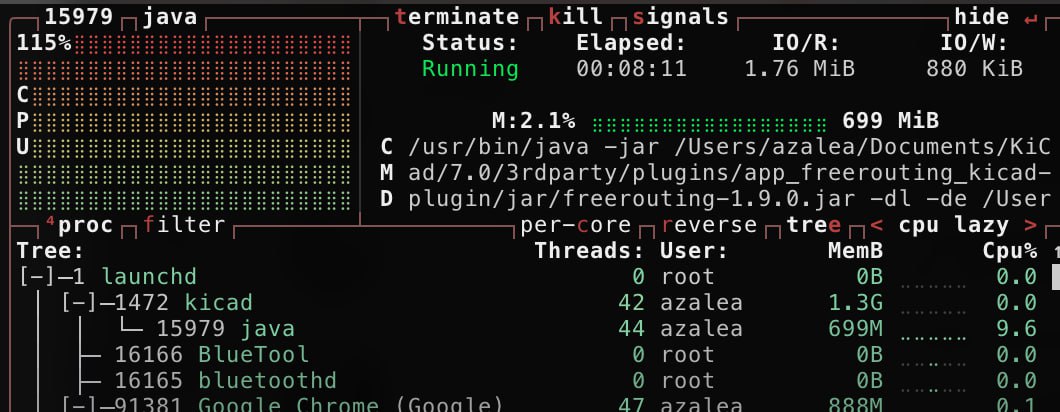 15979 java terminate kill signals hide ↵
115% Status: Elapsed: IO/R: IO/W:
Running 00:08:11 1.76 MiB 880 KiB
C
P M:2.1% 699 MiB
U C /usr/bin/java -jar /Users/azalea/Documents/KiC
M ad/7.0/3rdparty/plugins/app_freerouting_kicad-
D plugin/jar/freerouting-1.9.0.jar -dl -de /User
⁴proc filter per-core reverse tree < cpu lazy >
Tree: Threads: User: MemB Cpu% ↑
[-]─1 launchd 0 root 0B 0.0
[-]─1472 kicad 42 azalea 1.3G 0.0
└─ 15979 java 44 azalea 699M 9.6
├─ 16166 BlueTool 0 root 0B 0.0
├─ 16165 bluetoothd 0 root 0B 0.0
[-]─91381 Google Chrome (Google) 47 azalea 888M 0.1